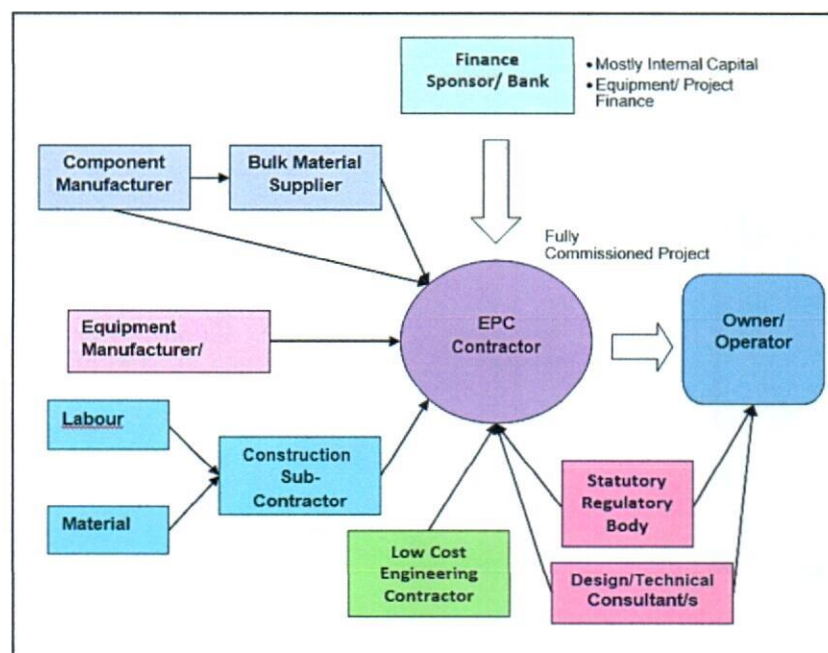 Finance
Sponsor/ Bank
• Mostly Internal Capital
• Equipment/ Project
Finance
Component
Manufacturer
Bulk Material
Supplier
Fully
Commissioned Project
EPC
Contractor
Owner/
Operator
Equipment
Manufacturer/
Labour
Construction
Sub-
Contractor
Material
Statutory
Regulatory
Body
Low Cost
Engineering
Contractor
Design/Technical
Consultant/s